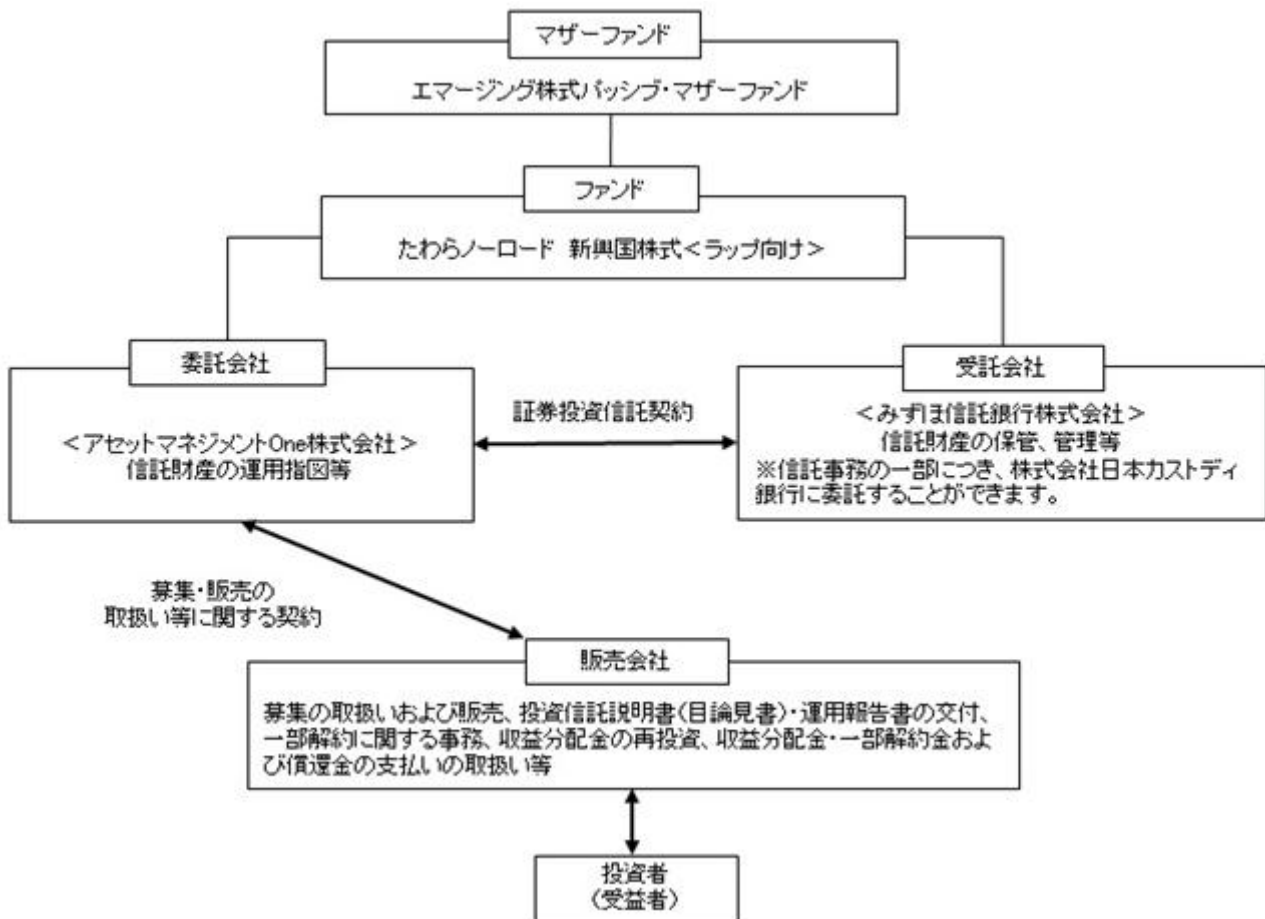 マザーファンド
エマージング株式パッシブ・マザーファンド
ファンド
たわらノーロード 新興国株式＜ラップ向け＞
委託会社
＜アセットマネジメントOne株式会社＞
信託財産の運用指図等
証券投資信託契約
受託会社
＜みずほ信託銀行株式会社＞
信託財産の保管、管理等
※信託事務の一部につき、株式会社日本カストディ
銀行に委託することができます。
募集・販売の
取扱い等に関する契約
販売会社
募集の取扱いおよび販売、投資信託説明書(目論見書)・運用報告書の交付、
一部解約に関する事務、収益分配金の再投資、収益分配金・一部解約金およ
び償還金の支払いの取扱い等
投資者
（受益者）